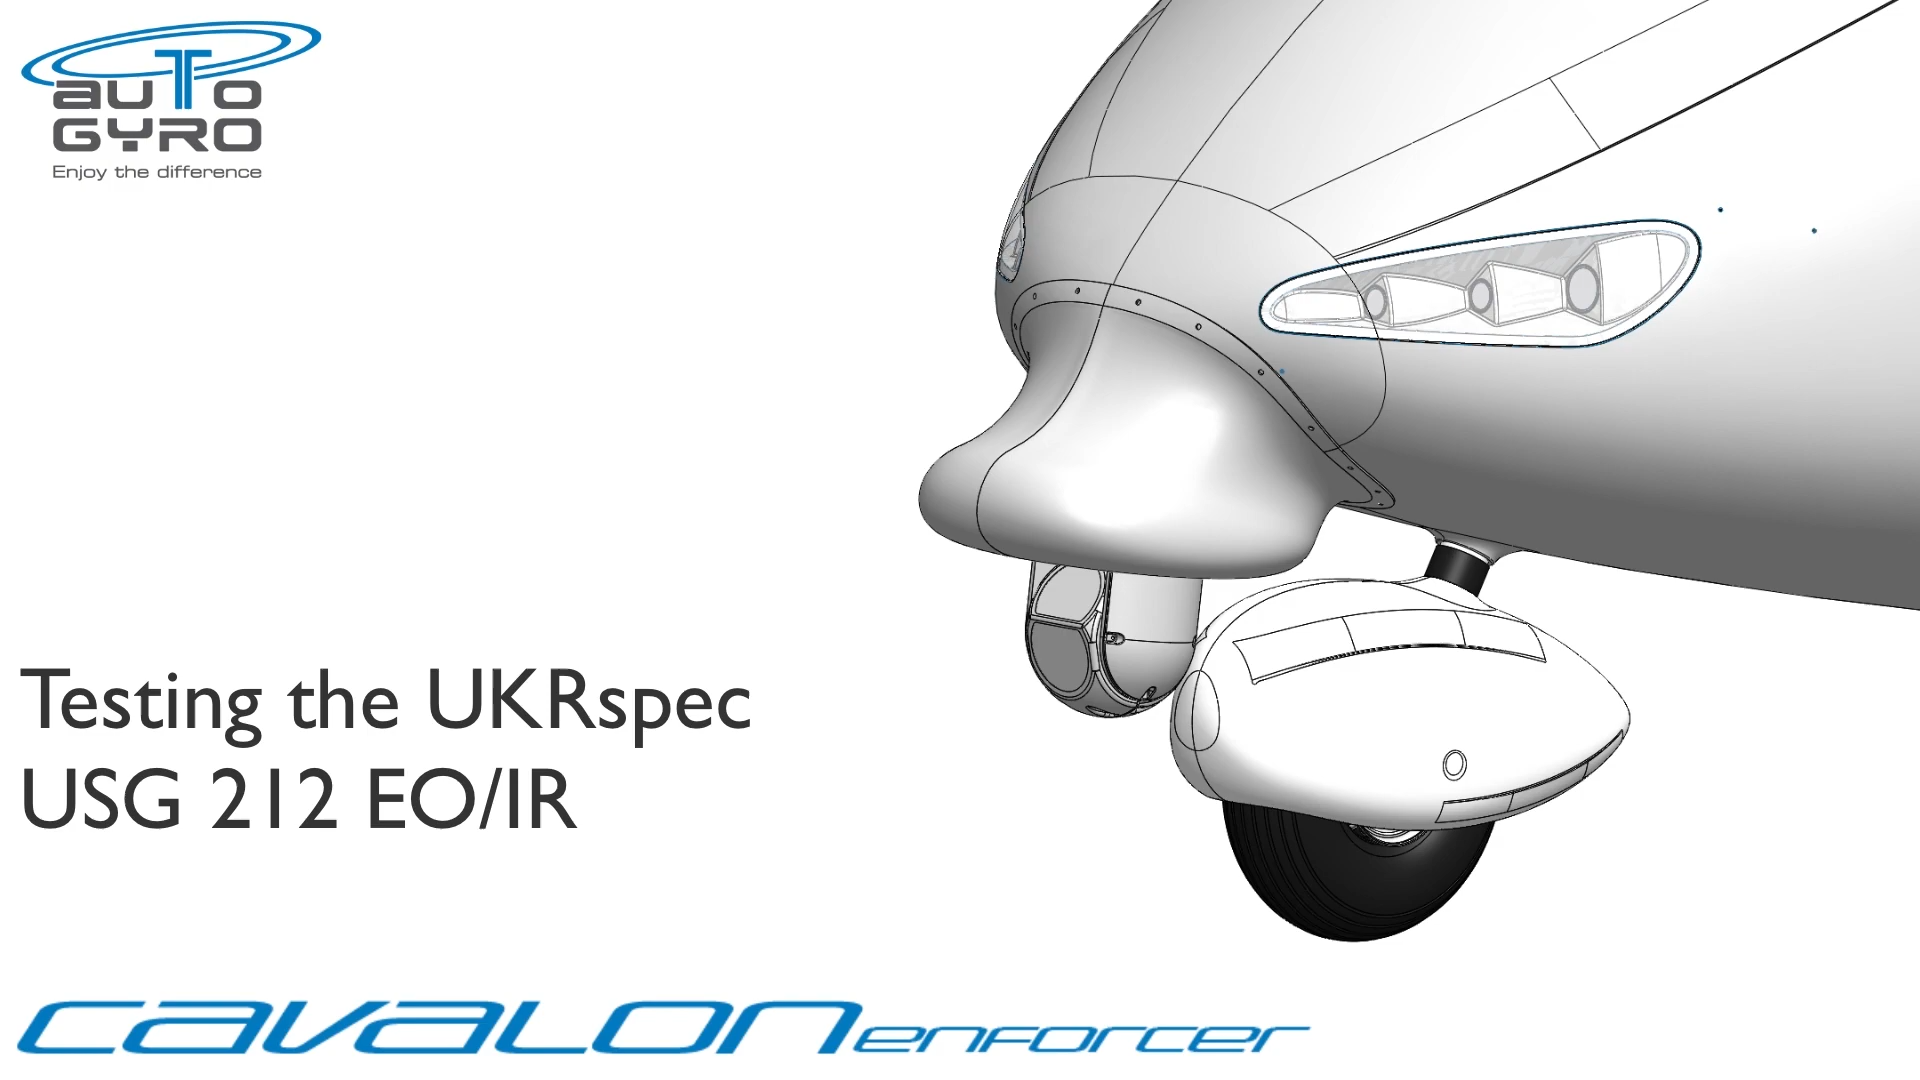 auTo
GYRO
Enjoy the difference
Testing the UKRspec
USG 212 EO/IR
cavalon enforcer